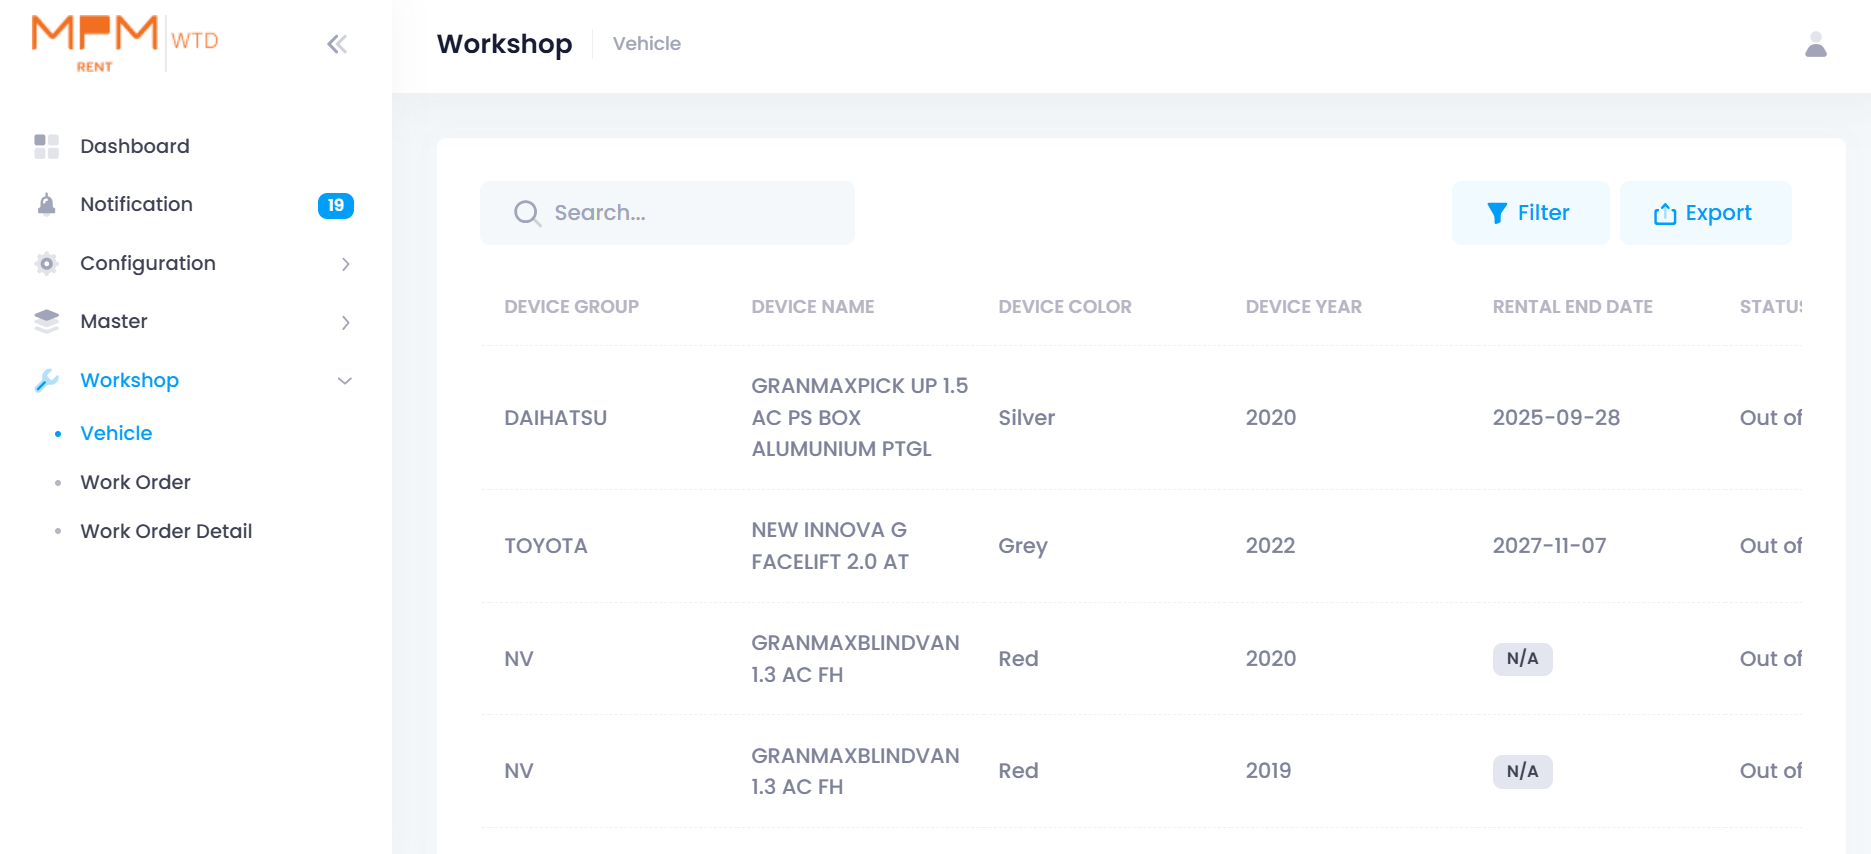 MPM WTD
RENT
Workshop
Vehicle
Dashboard
Notification 19
Configuration
Master
Workshop
Vehicle
Work Order
Work Order Detail
Search...
Filter
Export
DEVICE GROUP DEVICE NAME DEVICE COLOR DEVICE YEAR RENTAL END DATE STATUS
DAIHATSU
GRANMAXPICK UP 1.5
AC PS BOX
ALUMUNIUM PTGL
Silver
2020
2025-09-28
Out of
TOYOTA
NEW INNOVA G
FACELIFT 2.0 AT
Grey
2022
2027-11-07
Out of
NV
GRANMAXBLINDVAN
1.3 AC FH
Red
2020
N/A
Out of
NV
GRANMAXBLINDVAN
1.3 AC FH
Red
2019
N/A
Out of